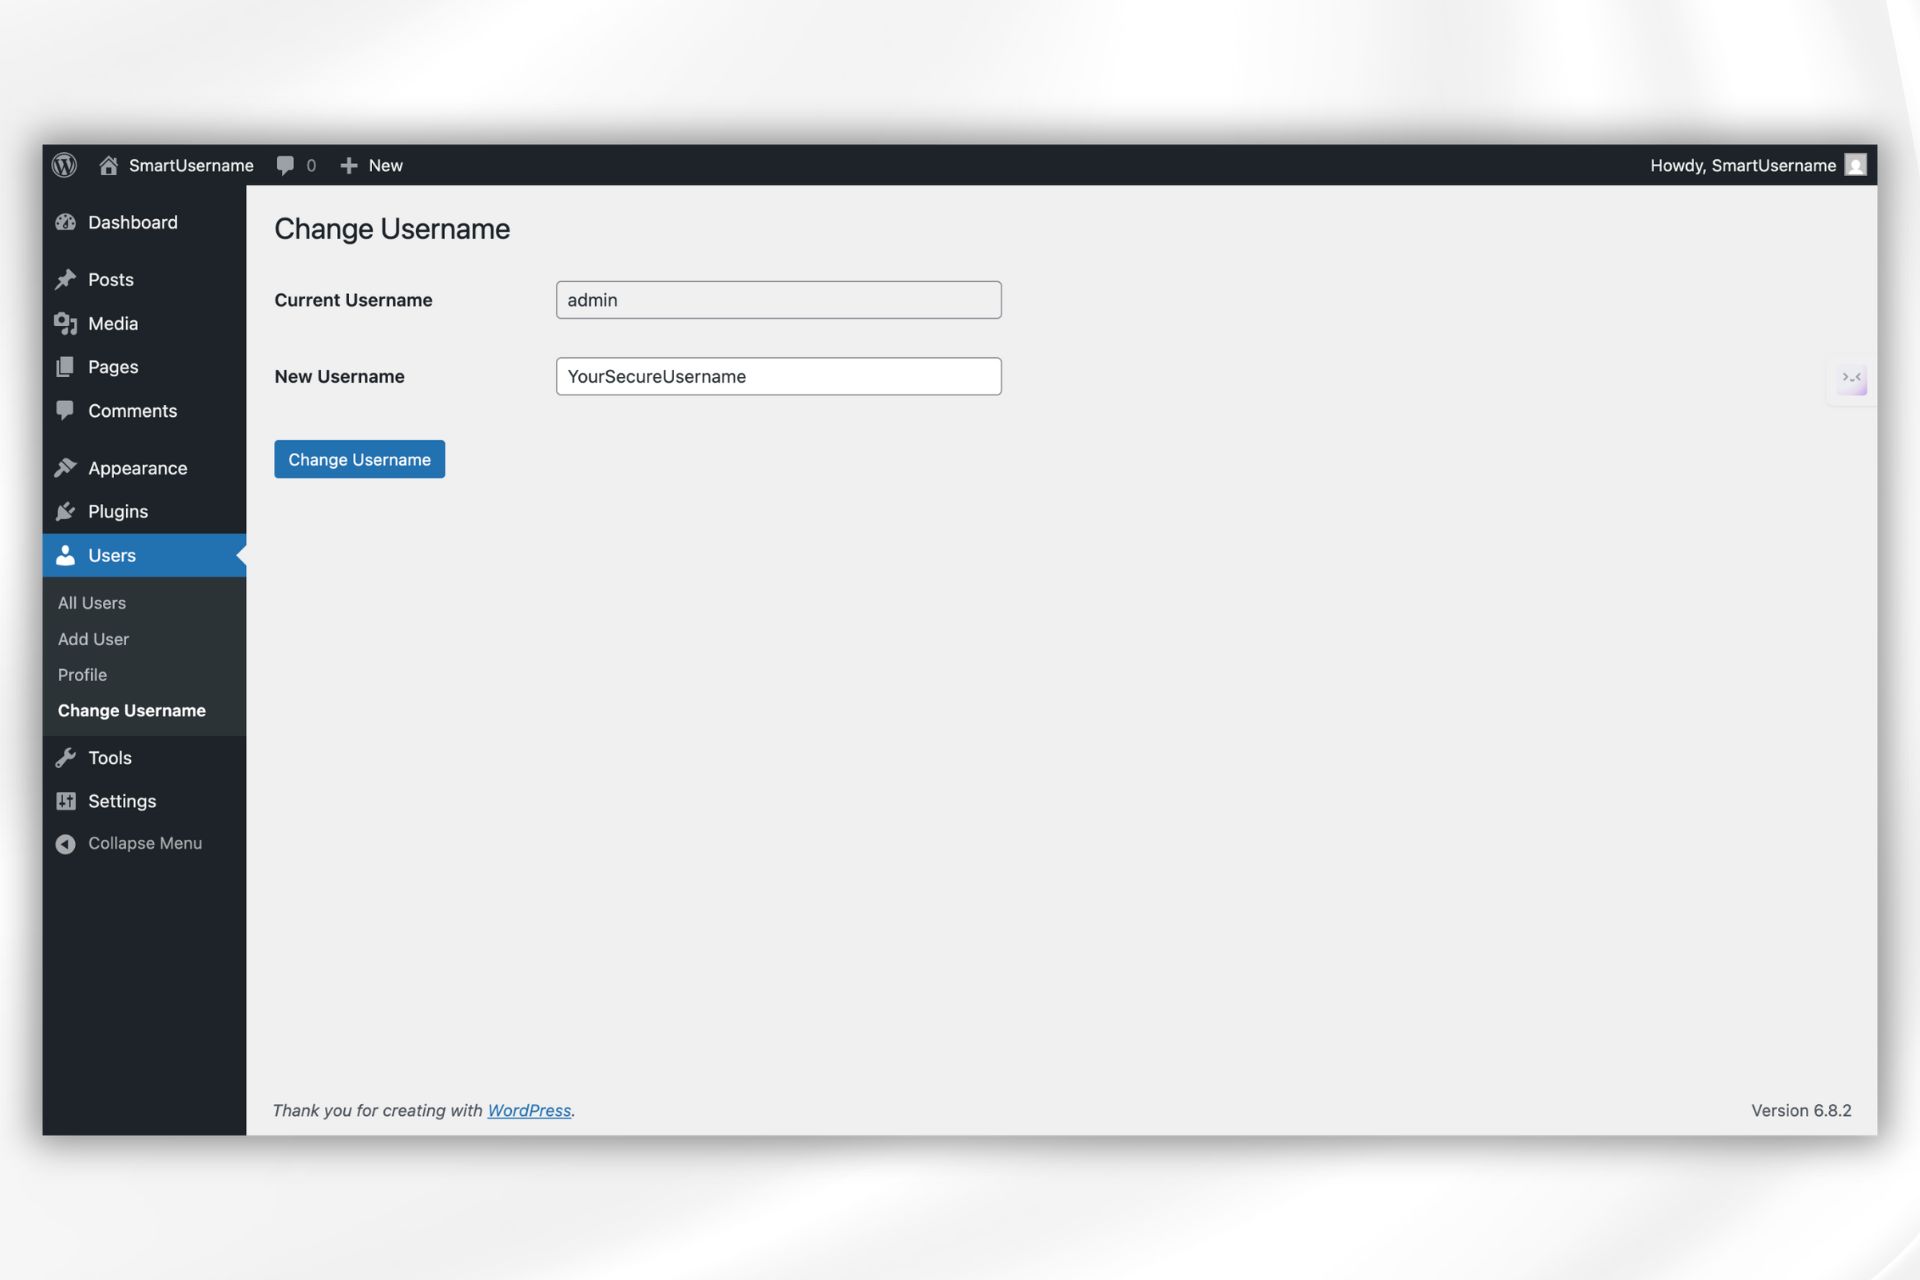 SmartUsername 0 New Howdy, SmartUsername
Dashboard
Posts
Media
Pages
Comments
Appearance
Plugins
Users
All Users
Add User
Profile
Change Username
Tools
Settings
Collapse Menu
Change Username
Current Username admin
New Username YourSecureUsername
Change Username
Thank you for creating with WordPress. Version 6.8.2